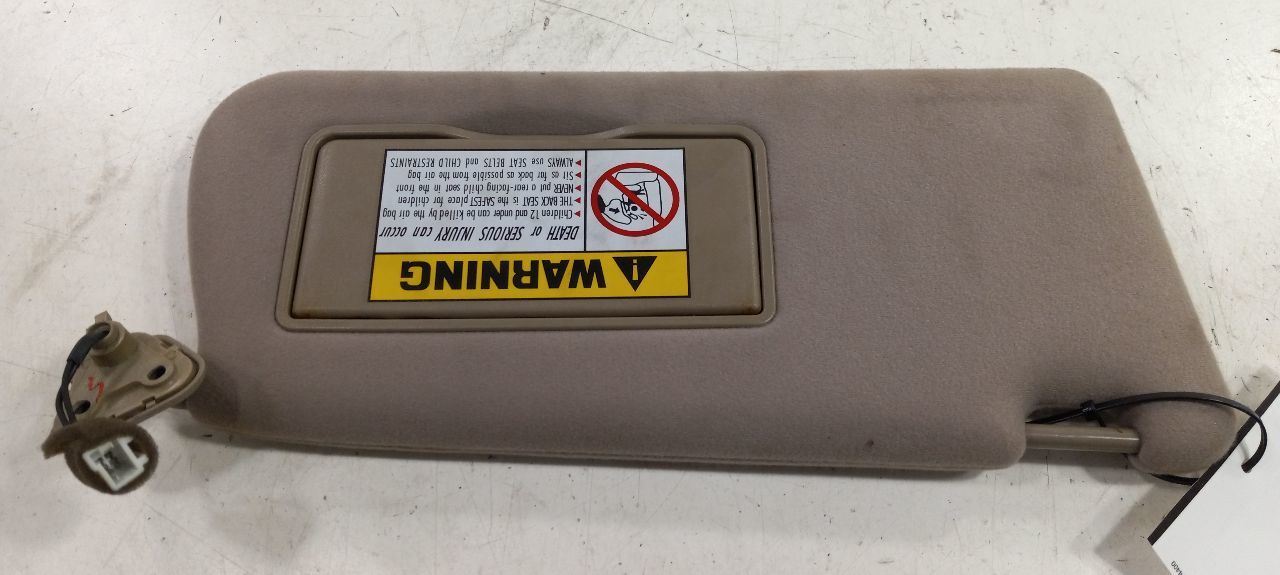 WARNING
DEATH or SERIOUS INJURY can occur
Children 12 and under can be killed by the air bag
THE BACK SEAT is the SAFEST place for children
NEVER put a rear-facing child seat in the front
Sit as far back as possible from the air bag
ALWAYS use SEAT BELTS and CHILD RESTRAINTS